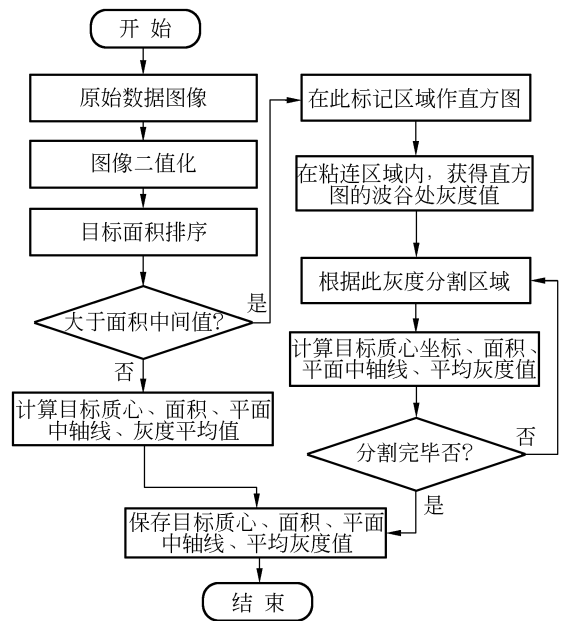 开 始
原始数据图像
图像二值化
目标面积排序
大于面积中间值?
是
否
计算目标质心、面积、平面
中轴线、灰度平均值
在此标记区域作直方图
在粘连区域内，获得直方
图的波谷处灰度值
根据此灰度分割区域
计算目标质心坐标、面积、
平面中轴线、平均灰度值
分割完毕否?
否
是
保存目标质心、面积、平面
中轴线、平均灰度值
结 束